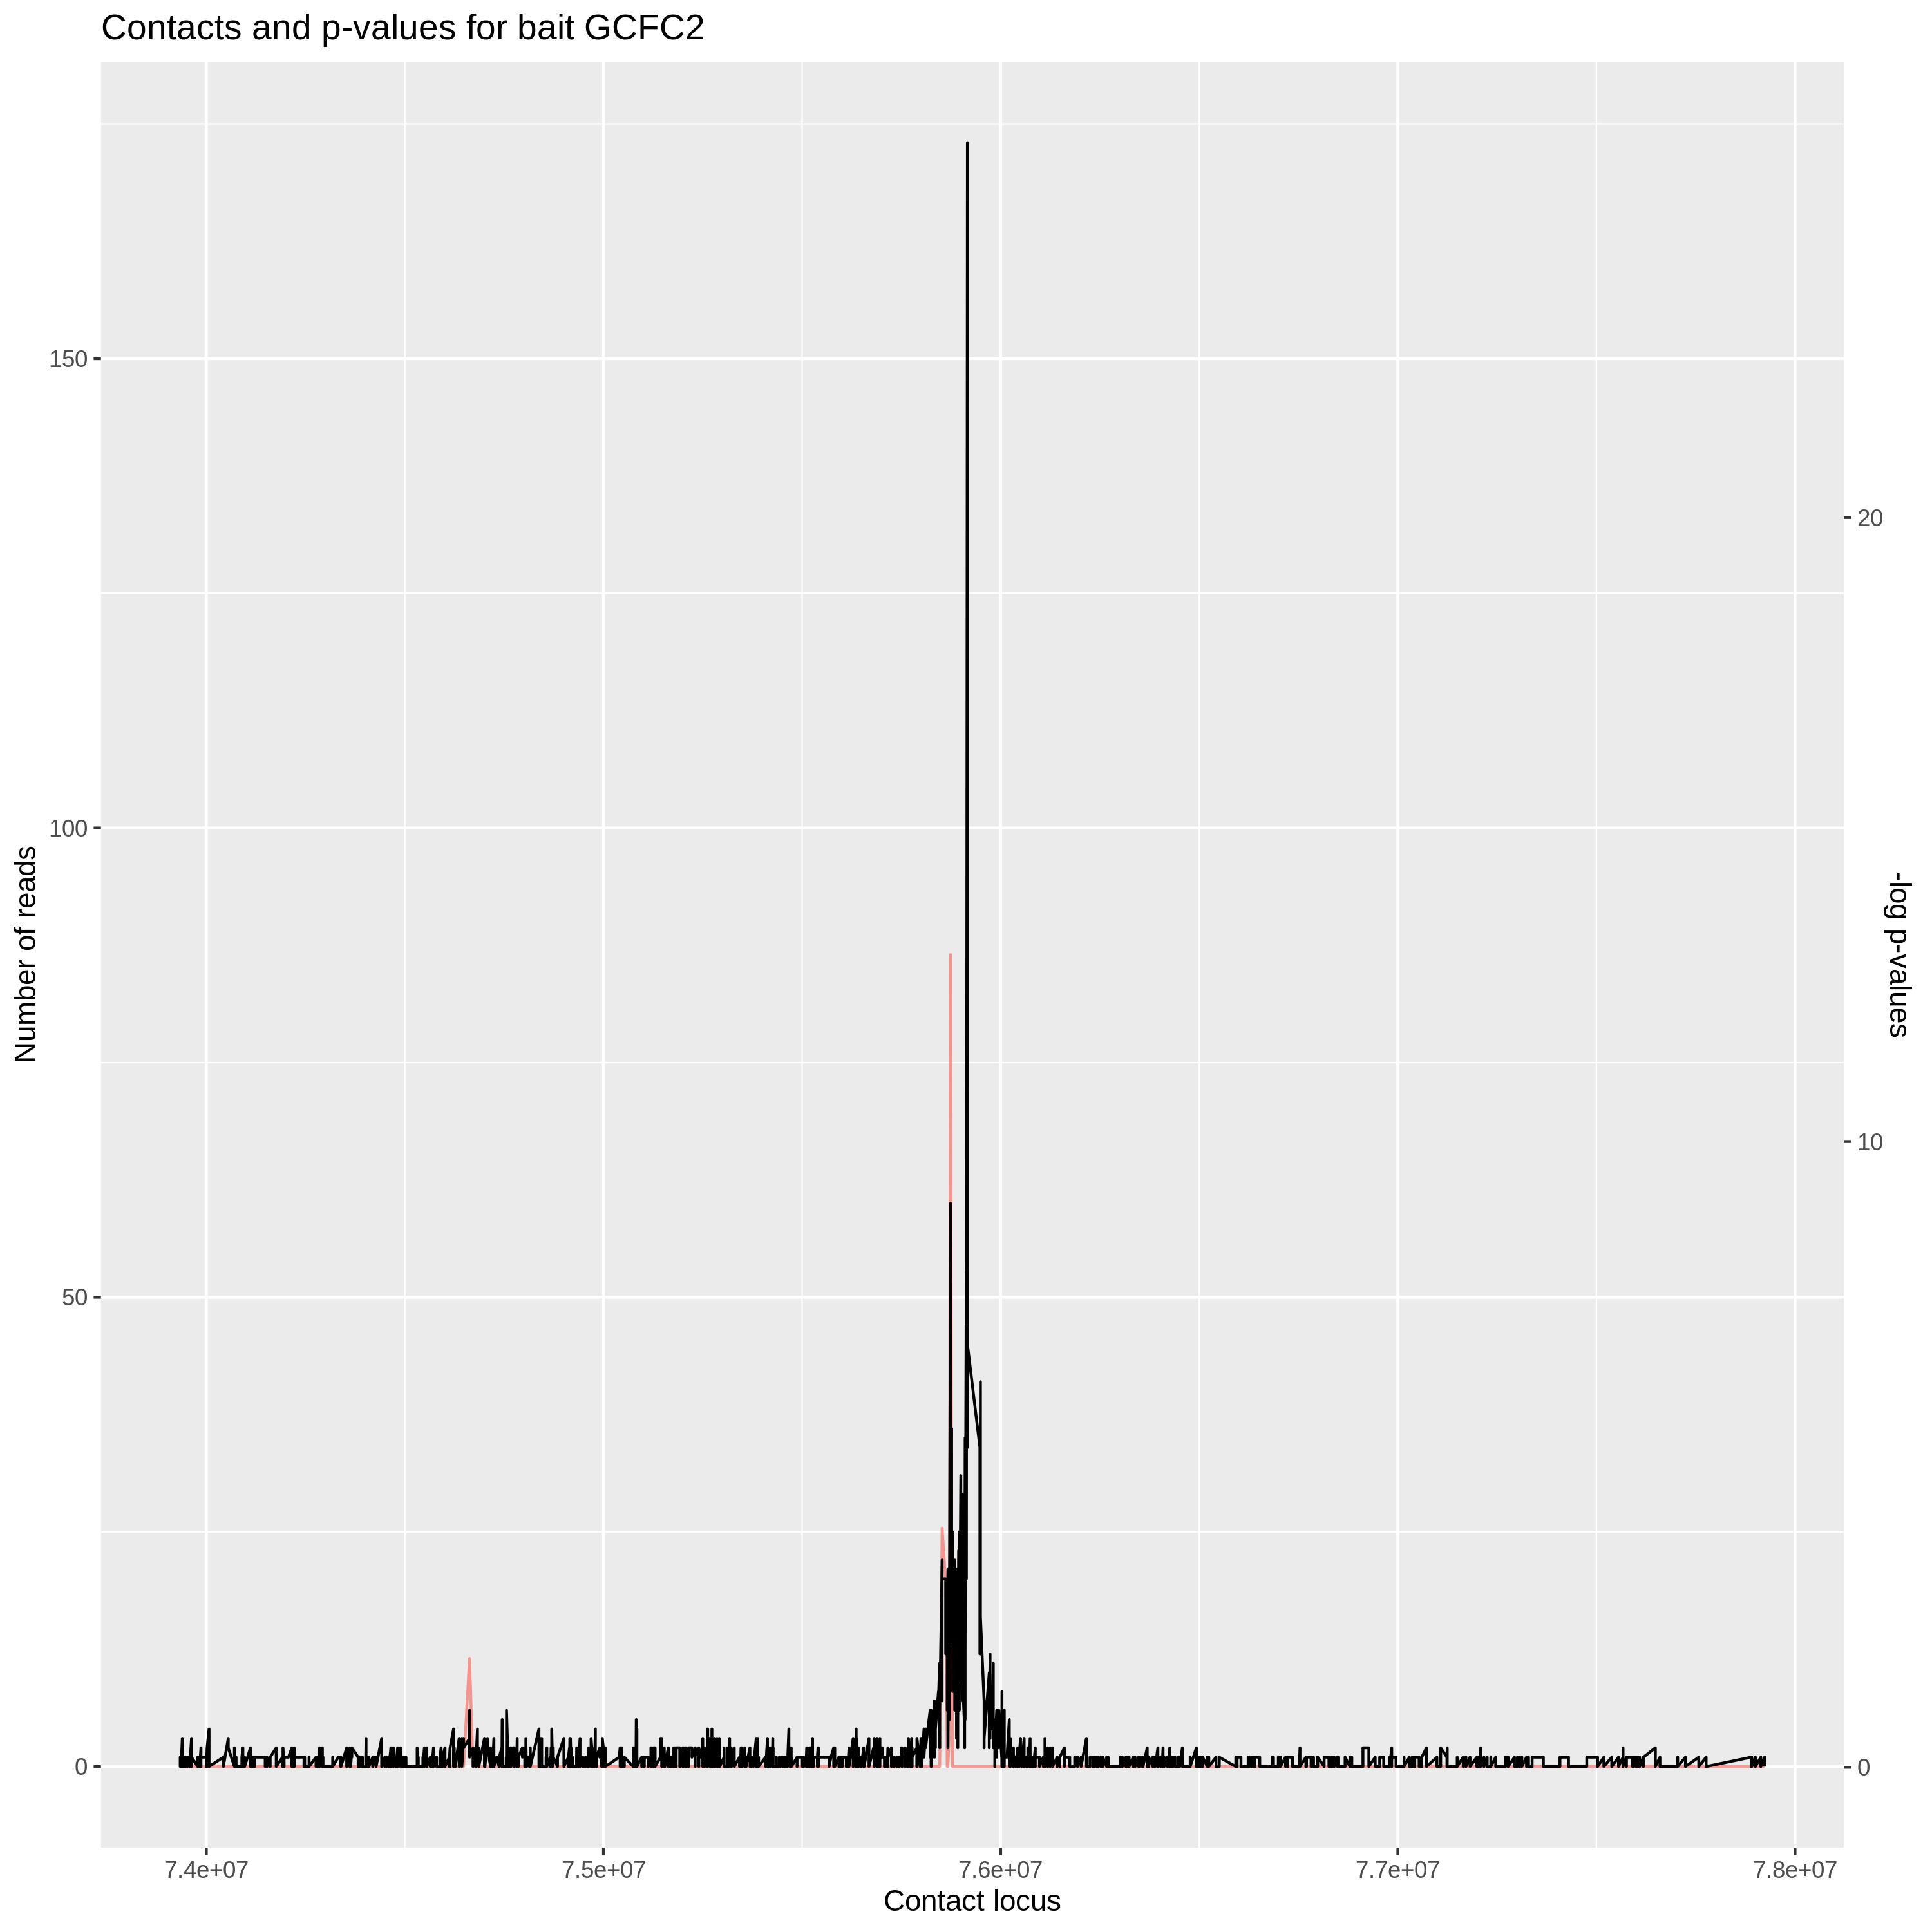 Contacts and p-values for bait GCFC2
150
100
50
0
Number of reads
20
10
0
-log p-values
7.4e+07
7.5e+07
7.6e+07
7.7e+07
7.8e+07
Contact locus